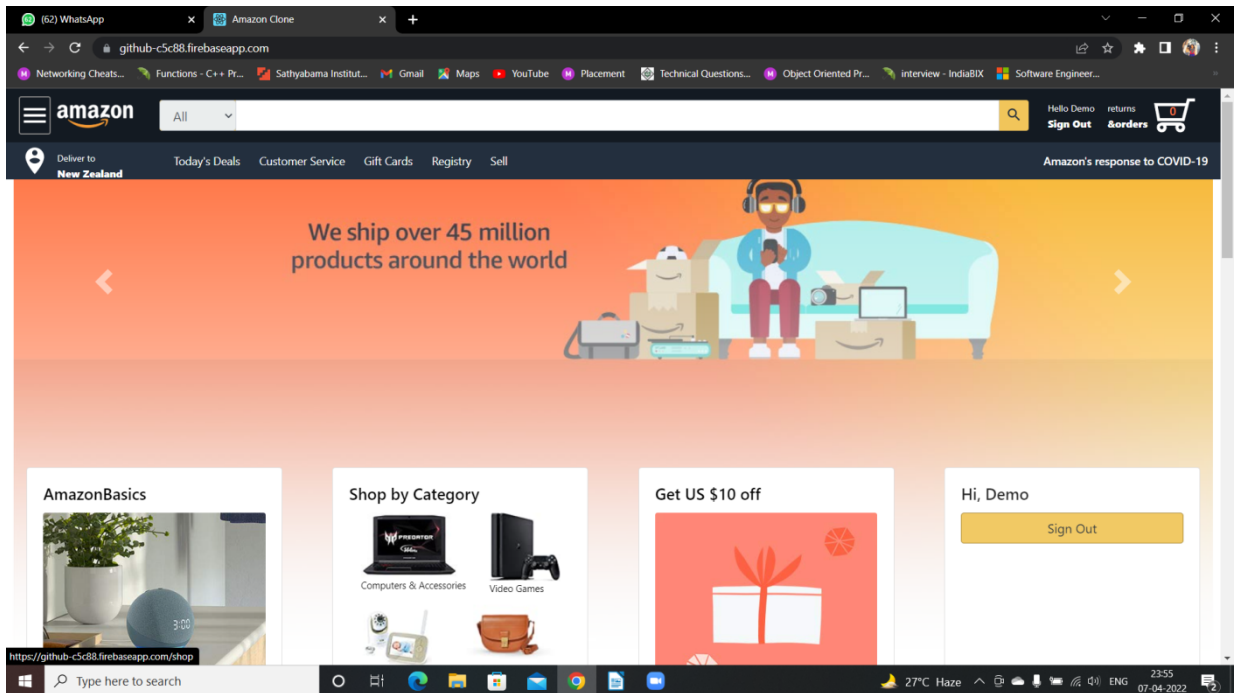 (62) WhatsApp
Amazon Clone
github-c5c88.firebaseapp.com
Networking Cheats...
Functions - C++ Pr...
Sathyabama Institut...
Gmail
Maps
YouTube
Placement
Technical Questions...
Object Oriented Pr...
interview - IndiaBIX
Software Engineer...
amazon
All
Hello Demo
Sign Out
returns
&orders
0
Deliver to
New Zealand
Today's Deals
Customer Service
Gift Cards
Registry
Sell
Amazon's response to COVID-19
We ship over 45 million
products around the world
AmazonBasics
3:00
Shop by Category
PREDATOR
Computers & Accessories
Video Games
Get US $10 off
Hi, Demo
Sign Out
https://github-c5c88.firebaseapp.com/shop
Type here to search
27°C Haze
ENG
23:55
07-04-2022
2